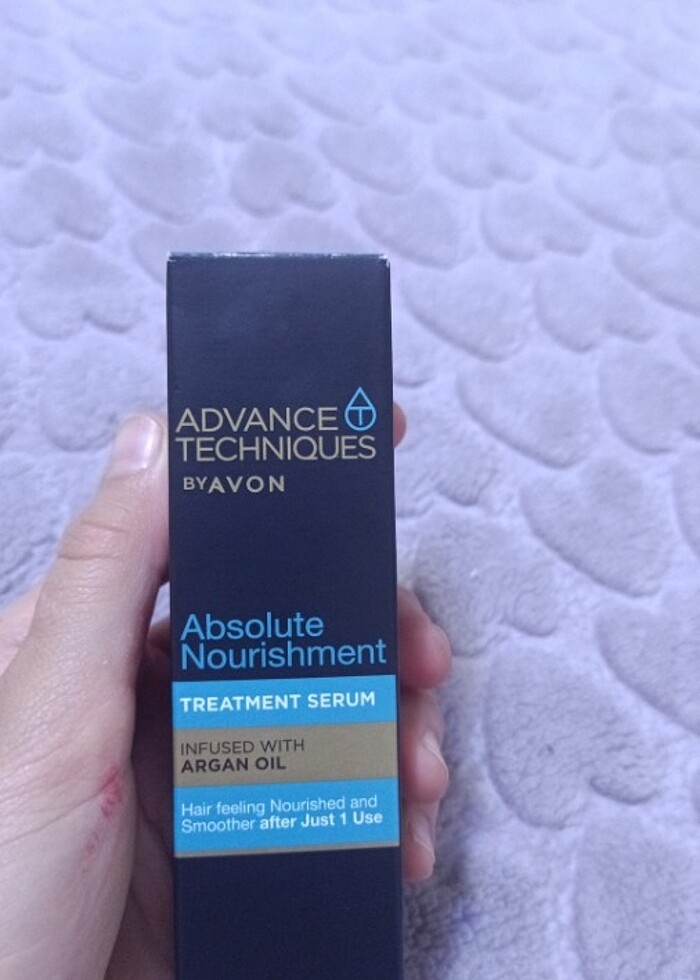 ADVANCE
TECHNIQUES
BY AVON
Absolute
Nourishment
TREATMENT SERUM
INFUSED WITH
ARGAN OIL
Hair feeling Nourished and
Smoother after Just 1 Use